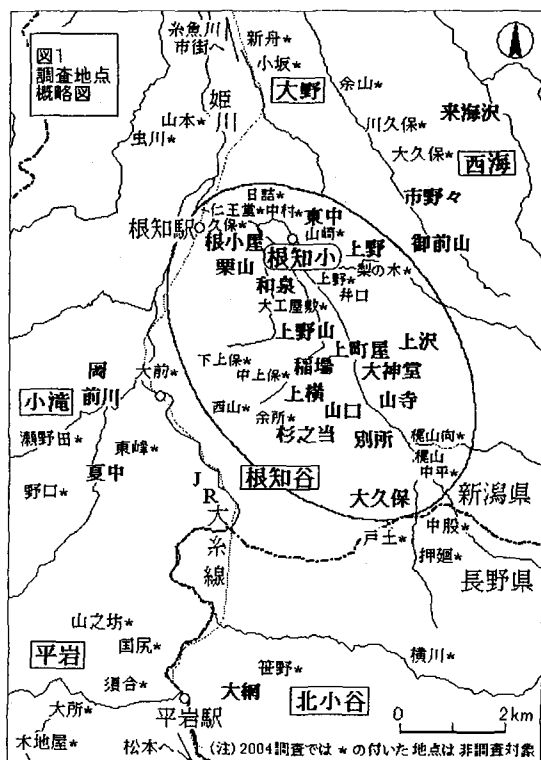 図1
調査地点
概略図
糸魚川
市街へ
新舟*
小坂*
大野
余山*
姫川
山本*
虫川*
川久保*
来海沢
大久保*
西海
市野々
御前山
日詰*
仁王堂*中村*
東中
根知駅
久保*
山崎*
根小屋
根知小
上野
栗山
梨の木*
和泉
上野*
弁口
大工屋敷*
上野山
上町屋
上沢
岡
大前*
下上保*
中上保*
稲場
大神堂
小滝
前川
上横
山口
山寺
西山*
余所*
瀬野田*
東峰*
杉之当
別所
梶山向*
梶山
中平*
夏中
野口*
根知谷
大久保
新潟県
JR大糸線
戸土*
中股*
押廻*
長野県
山之坊*
国尻*
平岩
笹野*
横川*
須合*
大網
北小谷
大所*
平岩駅
木地屋*
松本へ
0 2km
(注)2004調査では*の付いた地点は非調査対象